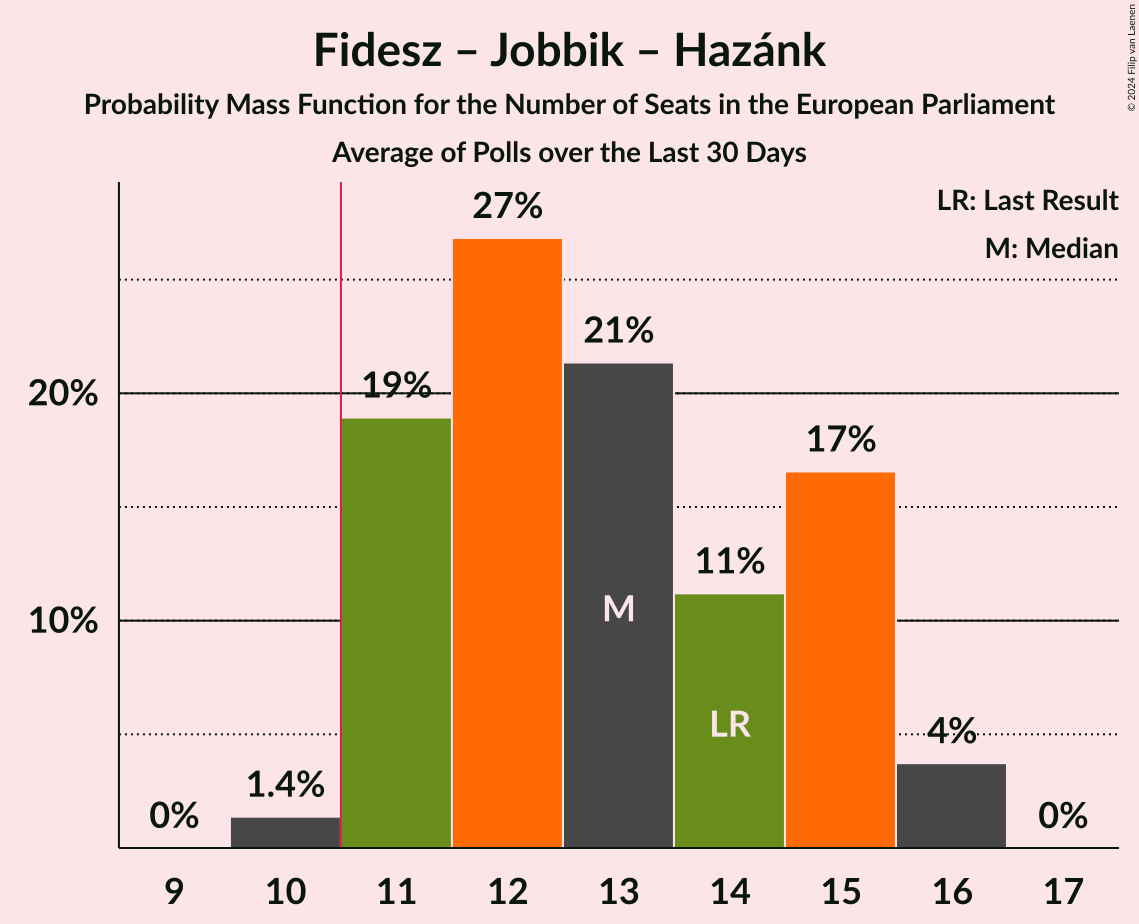 Fidesz – Jobbik – Hazánk
Probability Mass Function for the Number of Seats in the European Parliament
Average of Polls over the Last 30 Days
© 2024 Filip van Laenen
LR: Last Result
M: Median
27%
21%
20%
19%
17%
11%
10%
M
LR
4%
1.4%
0%
0%
9 10 11 12 13 14 15 16 17